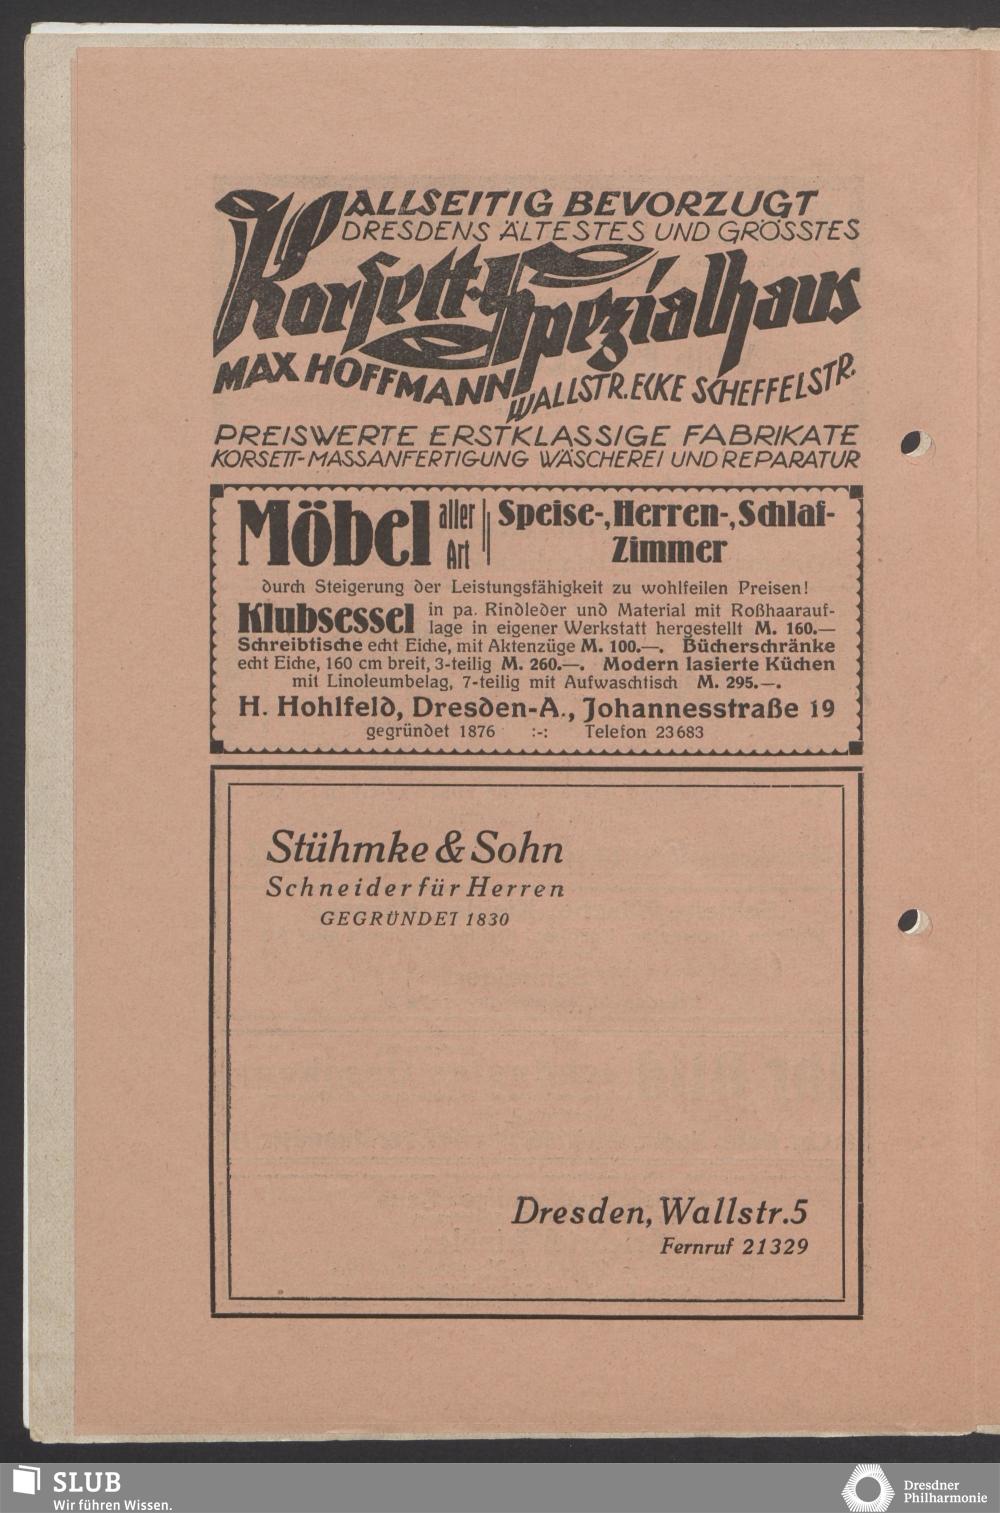 ALLSEITIG BEVORZUGT
DRESDENS ÄLTESTES UND GRÖSSTES
Korsett-Spezialhaus
MAX HOFFMANN WALLSTR. ECKE SCHEFFELSTR.
PREISWERTE ERSTKLASSIGE FABRIKATE
KORSETT-MASSANFERTIGUNG WÄSCHEREI UND REPARATUR
Möbel aller Art
Speise-, Herren-, Schlaf-
Zimmer
durch Steigerung der Leistungsfähigkeit zu wohlfeilen Preisen!
Klubsessel in pa. Rindleder und Material mit Roßhaarauf-
lage in eigener Werkstatt hergestellt M. 160.—
Schreibtische echt Eiche, mit Aktenzüge M. 100.—. Bücherschränke
echt Eiche, 160 cm breit, 3-teilig M. 260.—. Modern lasierte Küchen
mit Linoleumbelag, 7-teilig mit Aufwaschtisch M. 295.—.
H. Hohlfeld, Dresden-A., Johannesstraße 19
gegründet 1876 :-: Telefon 23683
Stühmke & Sohn
Schneider für Herren
GEGRÜNDET 1830
Dresden, Wallstr. 5
Fernruf 21329
SLUB
Wir führen Wissen.
Dresdner
Philharmonie